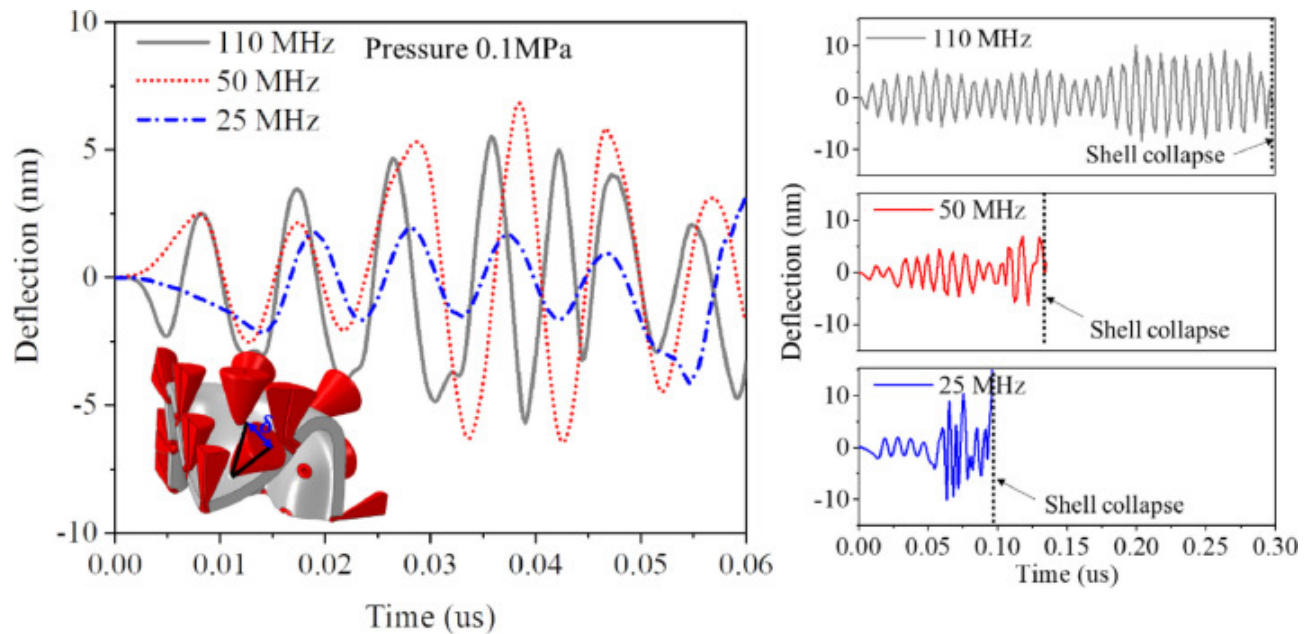 10
110 MHz
Pressure 0.1MPa
50 MHz
25 MHz
5
0
-5
-10
Deflection (nm)
δ
0.00 0.01 0.02 0.03 0.04 0.05 0.06
Time (us)
10
0
-10
110 MHz
Shell collapse
10
0
-10
50 MHz
Shell collapse
Deflection (nm)
10
0
-10
25 MHz
Shell collapse
0.00 0.05 0.10 0.15 0.20 0.25 0.30
Time (us)